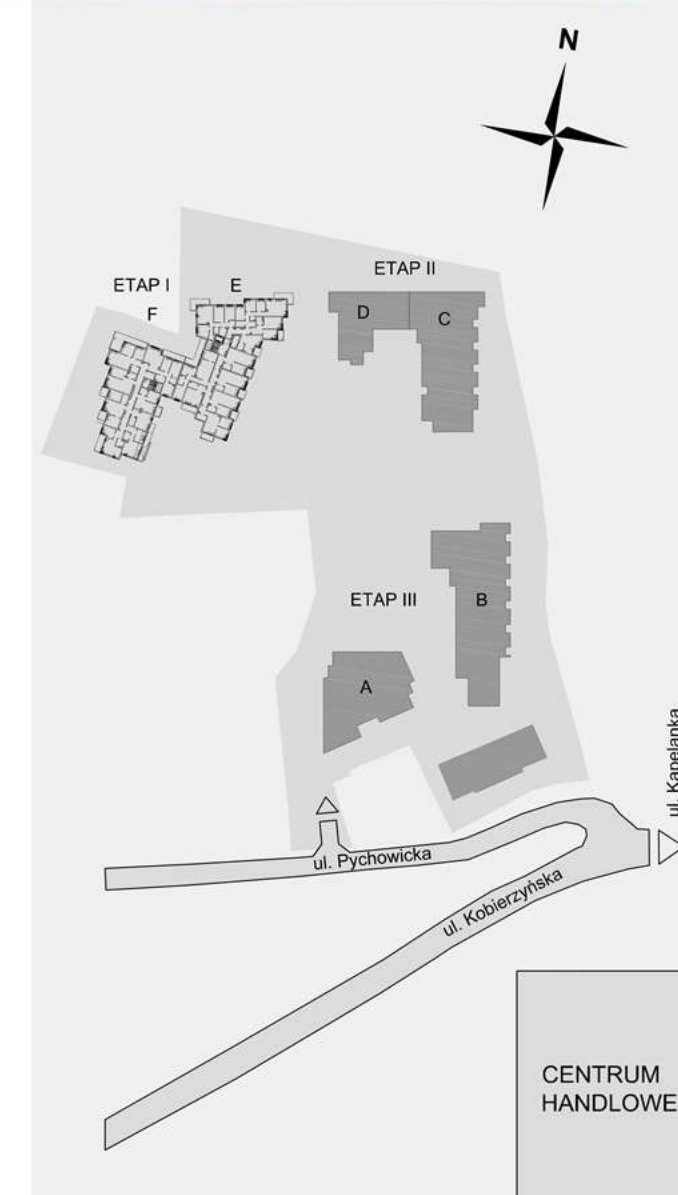 N
ETAP II
ETAP I
E
F
D
C
ETAP III
B
A
ul. Kapelanka
ul. Pychowicka
ul. Kobierzyńska
CENTRUM
HANDLOWE